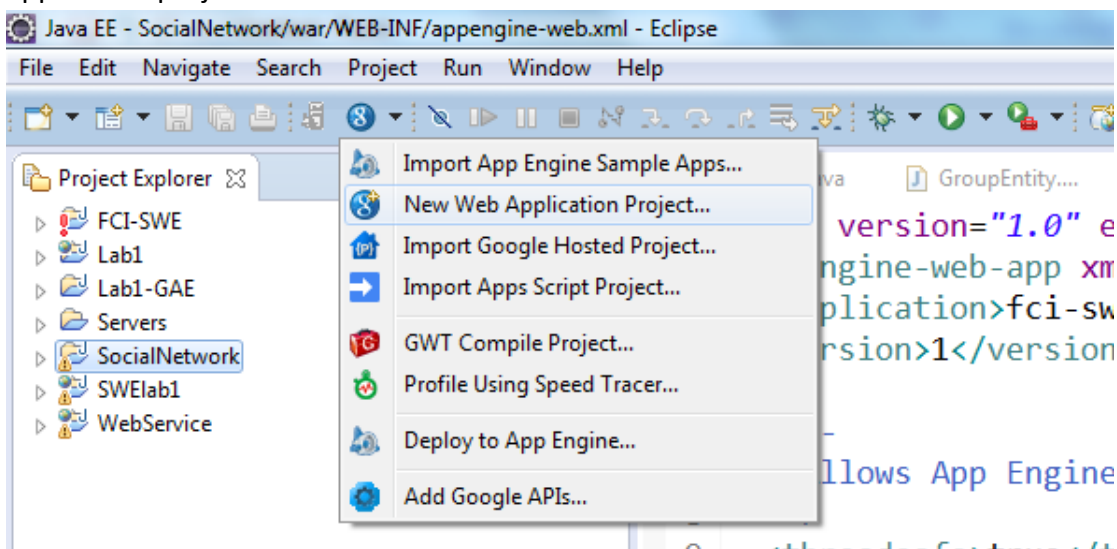 Java EE - SocialNetwork/war/WEB-INF/appengine-web.xml - Eclipse
File Edit Navigate Search Project Run Window Help
Project Explorer
FCI-SWE
Lab1
Lab1-GAE
Servers
SocialNetwork
SWElab1
WebService
Import App Engine Sample Apps...
New Web Application Project...
Import Google Hosted Project...
Import Apps Script Project...
GWT Compile Project...
Profile Using Speed Tracer...
Deploy to App Engine...
Add Google APIs...
va GroupEntity....
version="1.0" e
ngine-web-app xm
plication>fci-sw
rsion>1</version
llows App Engine